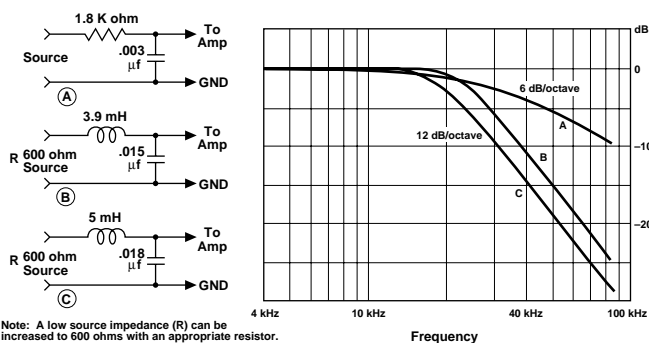 1.8 K ohm
To
Amp
.003
μf
Source
GND
A
3.9 mH
To
Amp
R 600 ohm
Source
.015
μf
GND
B
5 mH
To
Amp
R 600 ohm
Source
.018
μf
GND
C
Note: A low source impedance (R) can be
increased to 600 ohms with an appropriate resistor.
dB
0
6 dB/octave
A
12 dB/octave
–10
B
C
–20
4 kHz
10 kHz
40 kHz
100 kHz
Frequency